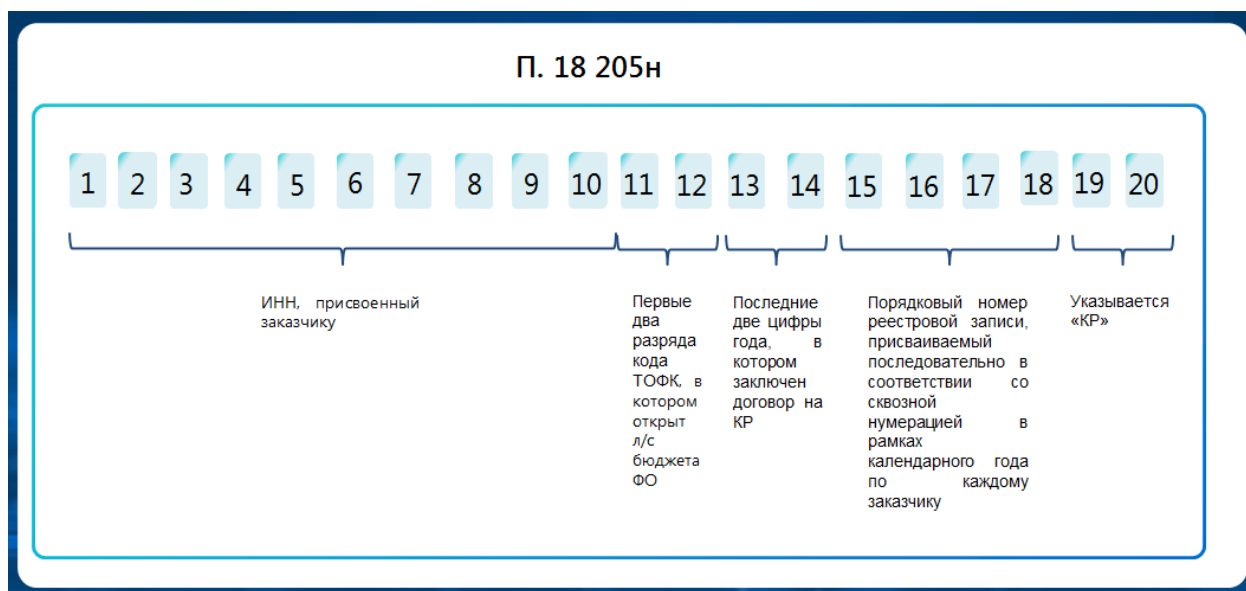 П. 18 205н
1 2 3 4 5 6 7 8 9 10 11 12 13 14 15 16 17 18 19 20
ИНН, присвоенный
заказчику
Первые
два
разряда
кода
ТОФК, в
котором
открыт
л/с
бюджета
ФО
Последние
две цифры
года, в
котором
заключен
договор на
КР
Порядковый номер
реестровой записи,
присваиваемый
последовательно в
соответствии со
сквозной
нумерацией в
рамках
календарного года
по каждому
заказчику
Указывается
«КР»